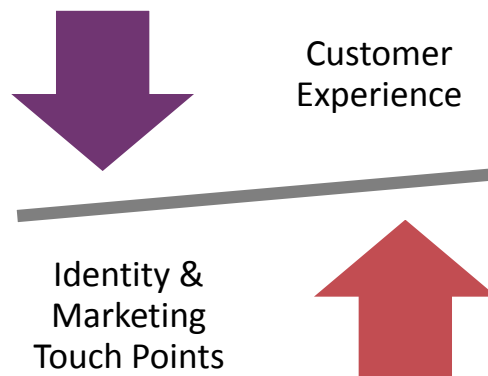 Customer
Experience
Identity &
Marketing
Touch Points